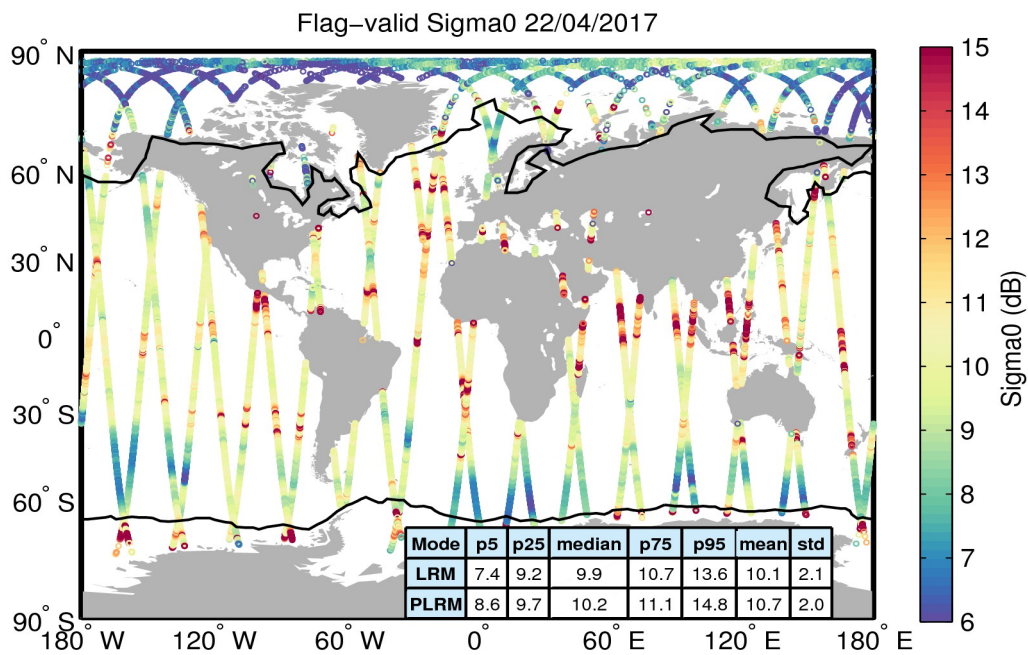 Flag−valid Sigma0 22/04/2017
90° N
60° N
30° N
0°
30° S
60° S
90° S
180° W
120° W
60° W
0°
60° E
120° E
180° E
Mode p5 p25 median p75 p95 mean std
LRM 7.4 9.2 9.9 10.7 13.6 10.1 2.1
PLRM 8.6 9.7 10.2 11.1 14.8 10.7 2.0
15
14
13
12
11
10
9
8
7
6
Sigma0 (dB)